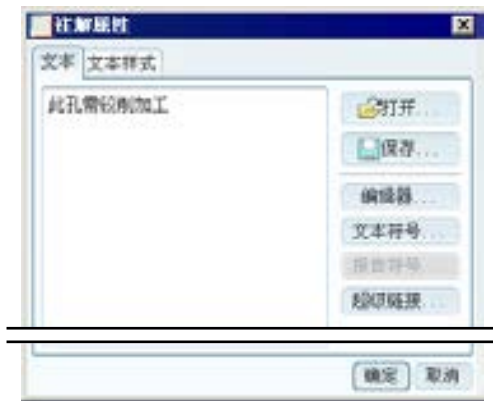 注解属性
文本 文本样式
此孔需铰削加工
打开...
保存...
编辑器...
文本符号...
超级链接...
确定 取消